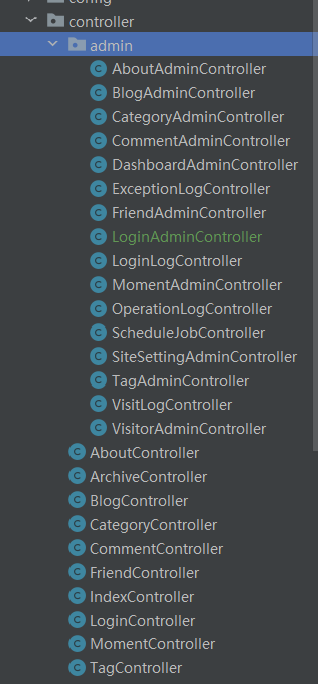 config
controller
admin
C AboutAdminController
C BlogAdminController
C CategoryAdminController
C CommentAdminController
C DashboardAdminController
C ExceptionLogController
C FriendAdminController
C LoginAdminController
C LoginLogController
C MomentAdminController
C OperationLogController
C ScheduleJobController
C SiteSettingAdminController
C TagAdminController
C VisitLogController
C VisitorAdminController
C AboutController
C ArchiveController
C BlogController
C CategoryController
C CommentController
C FriendController
C IndexController
C LoginController
C MomentController
C TagController